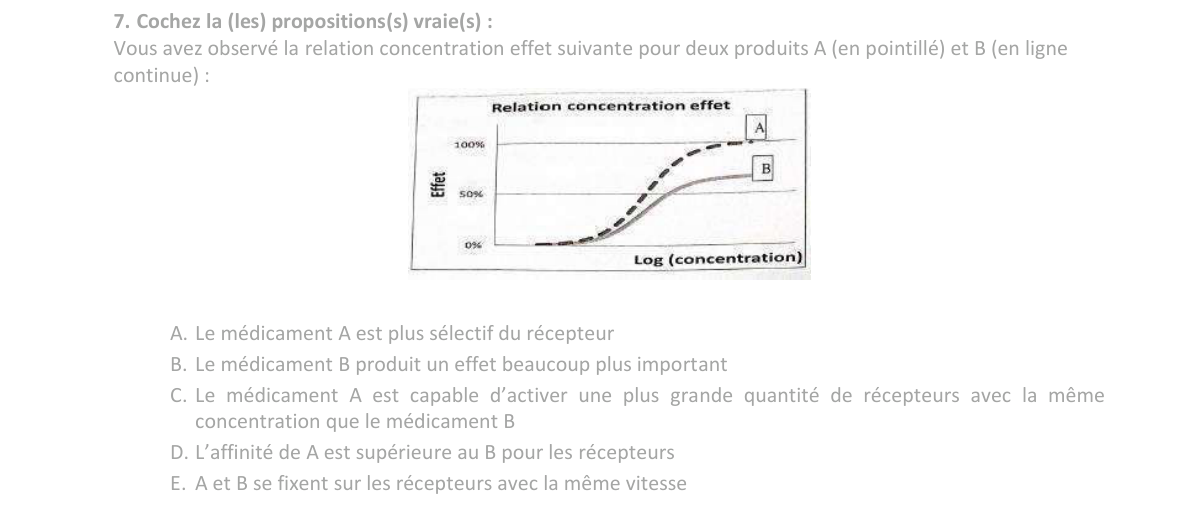 7. Cochez la (les) propositions(s) vraie(s) :
Vous avez observé la relation concentration effet suivante pour deux produits A (en pointillé) et B (en ligne
continue) :
Relation concentration effet
A
100%
B
Effet
50%
0%
Log (concentration)
A. Le médicament A est plus sélectif du récepteur
B. Le médicament B produit un effet beaucoup plus important
C. Le médicament A est capable d’activer une plus grande quantité de récepteurs avec la même
concentration que le médicament B
D. L’affinité de A est supérieure au B pour les récepteurs
E. A et B se fixent sur les récepteurs avec la même vitesse